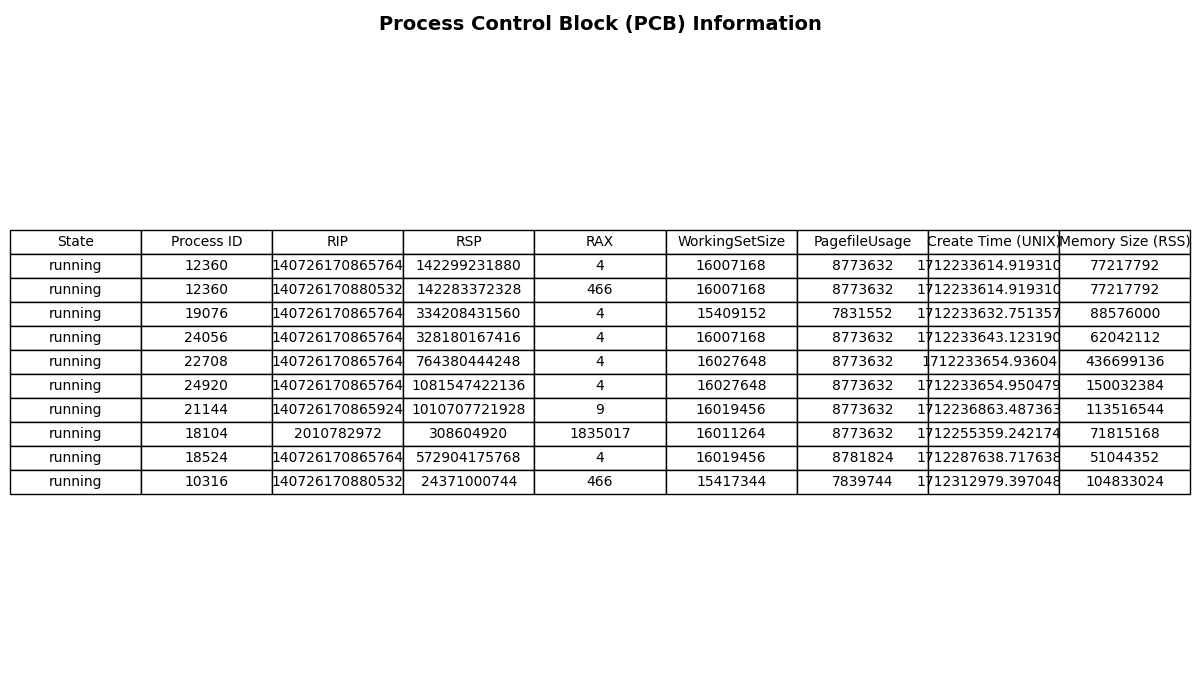 Process Control Block (PCB) Information
State Process ID RIP RSP RAX WorkingSetSize PagefileUsage Create Time (UNIX) Memory Size (RSS)
running 12360 140726170865764 142299231880 4 16007168 8773632 1712233614.919310 77217792
running 12360 140726170880532 142283372328 466 16007168 8773632 1712233614.919310 77217792
running 19076 140726170865764 334208431560 4 15409152 7831552 1712233632.751357 88576000
running 24056 140726170865764 328180167416 4 16007168 8773632 1712233643.123190 62042112
running 22708 140726170865764 764380444248 4 16027648 8773632 1712233654.93604 436699136
running 24920 140726170865764 1081547422136 4 16027648 8773632 1712233654.950479 150032384
running 21144 140726170865924 1010707721928 9 16019456 8773632 1712236863.487363 113516544
running 18104 2010782972 308604920 1835017 16011264 8773632 1712255359.242174 71815168
running 18524 140726170865764 572904175768 4 16019456 8781824 1712287638.717638 51044352
running 10316 140726170880532 24371000744 466 15417344 7839744 1712312979.397048 104833024